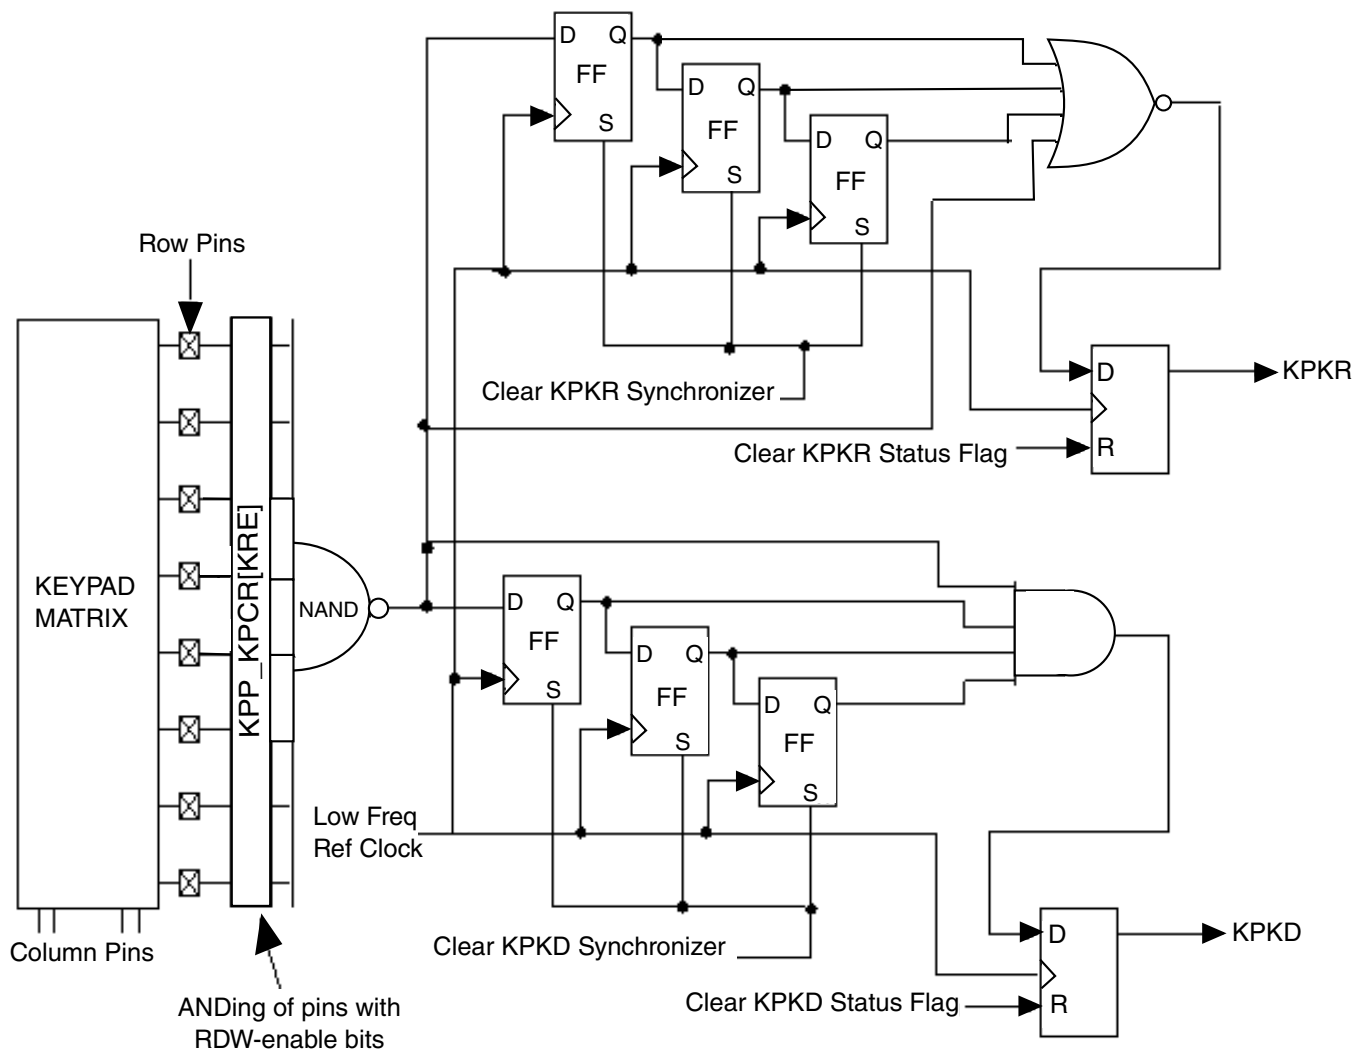 D Q
FF
S
D Q
FF
S
D Q
FF
S
Row Pins
Clear KPKR Synchronizer
D
R
KPKR
Clear KPKR Status Flag
KEYPAD
MATRIX
KPP_KPCR[KRE]
NAND
D Q
FF
S
D Q
FF
S
D Q
FF
S
Low Freq
Ref Clock
Column Pins
Clear KPKD Synchronizer
D
R
KPKD
Clear KPKD Status Flag
ANDing of pins with
RDW-enable bits